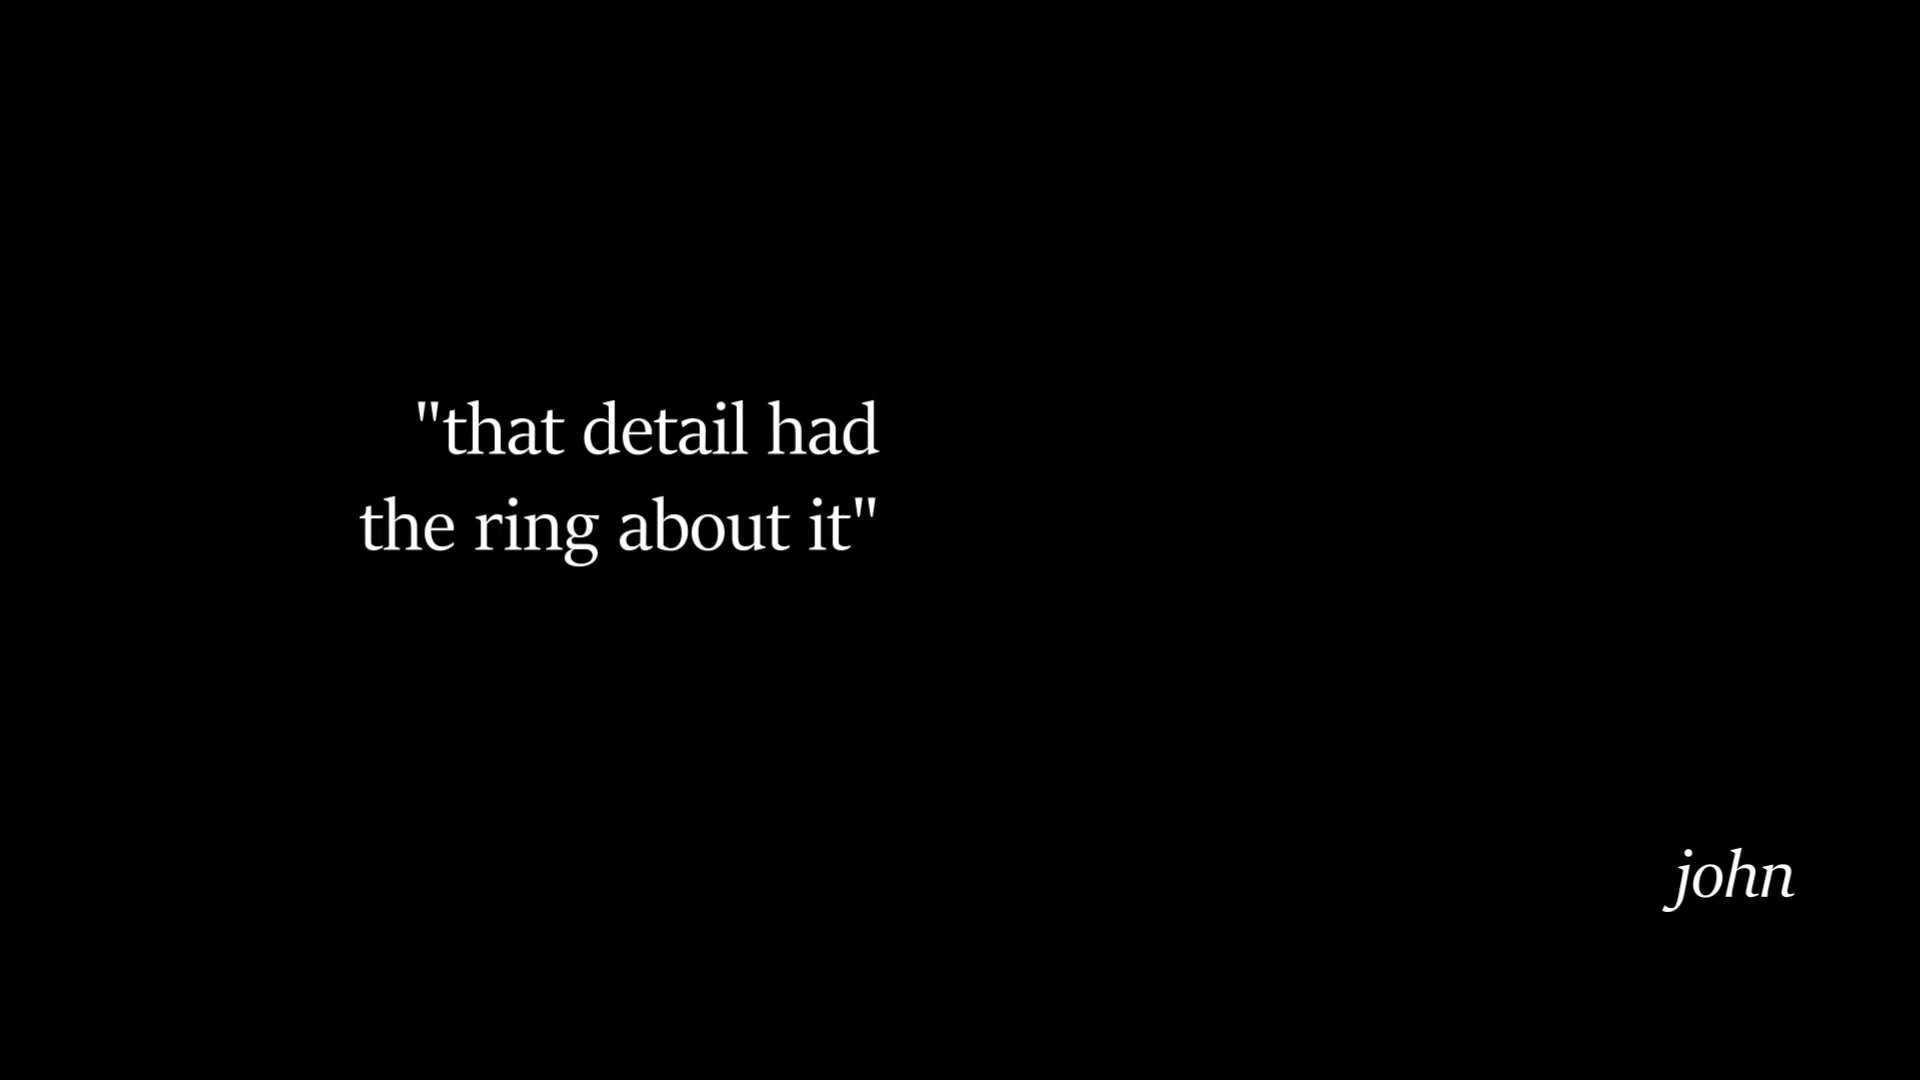 "that detail had
the ring about it"
john